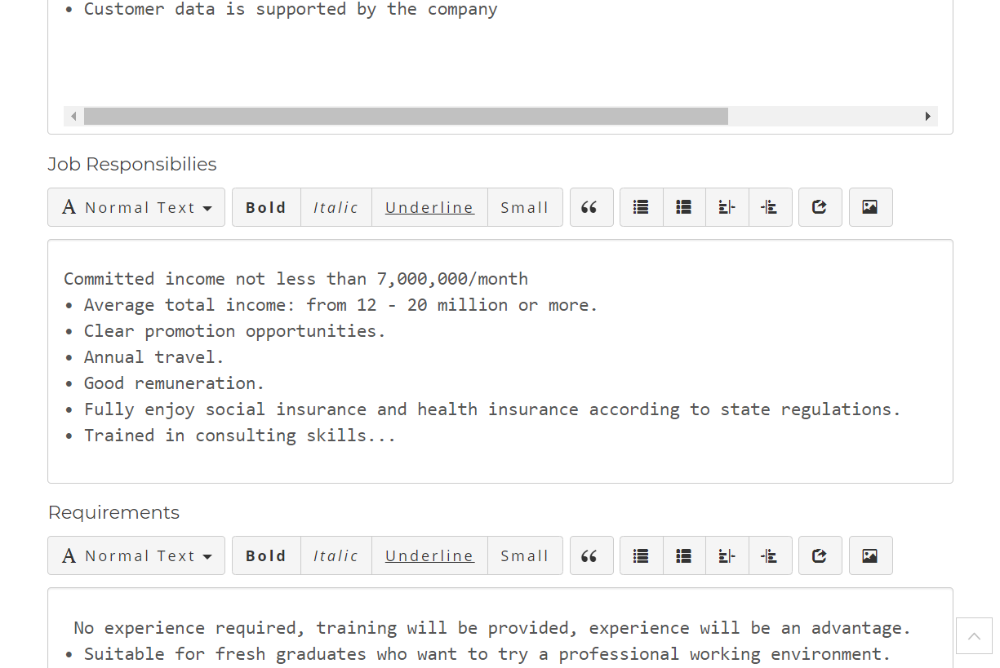 • Customer data is supported by the company
Job Responsibilies
A Normal Text Bold Italic Underline Small “
Committed income not less than 7,000,000/month
• Average total income: from 12 - 20 million or more.
• Clear promotion opportunities.
• Annual travel.
• Good remuneration.
• Fully enjoy social insurance and health insurance according to state regulations.
• Trained in consulting skills...
Requirements
A Normal Text Bold Italic Underline Small “
No experience required, training will be provided, experience will be an advantage.
• Suitable for fresh graduates who want to try a professional working environment.